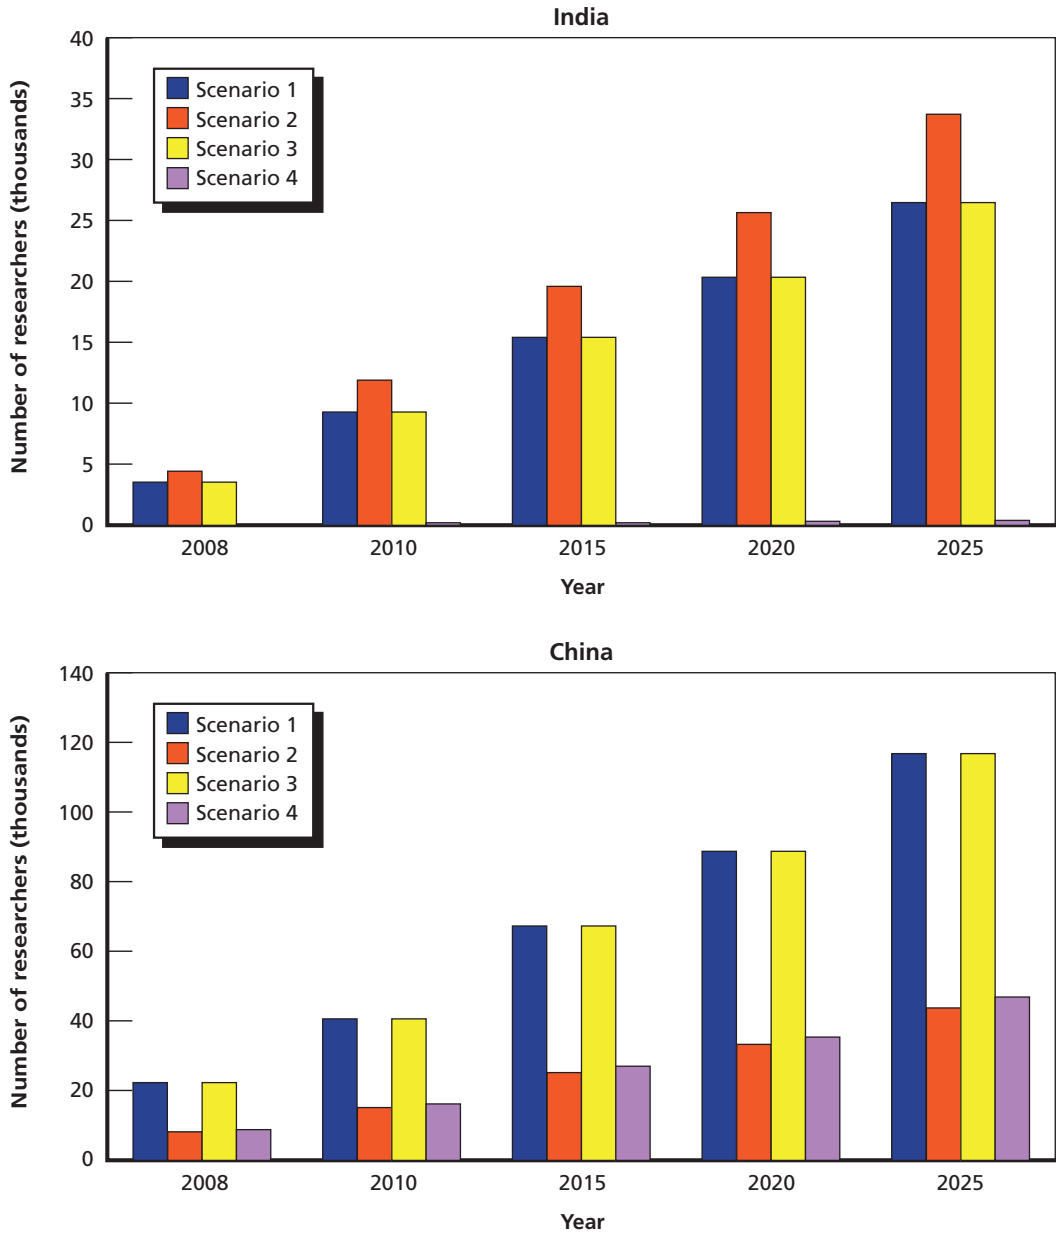 India
Number of researchers (thousands)
40
35
30
25
20
15
10
5
0
Scenario 1
Scenario 2
Scenario 3
Scenario 4
2008 2010 2015 2020 2025
Year
China
Number of researchers (thousands)
140
120
100
80
60
40
20
0
Scenario 1
Scenario 2
Scenario 3
Scenario 4
2008 2010 2015 2020 2025
Year